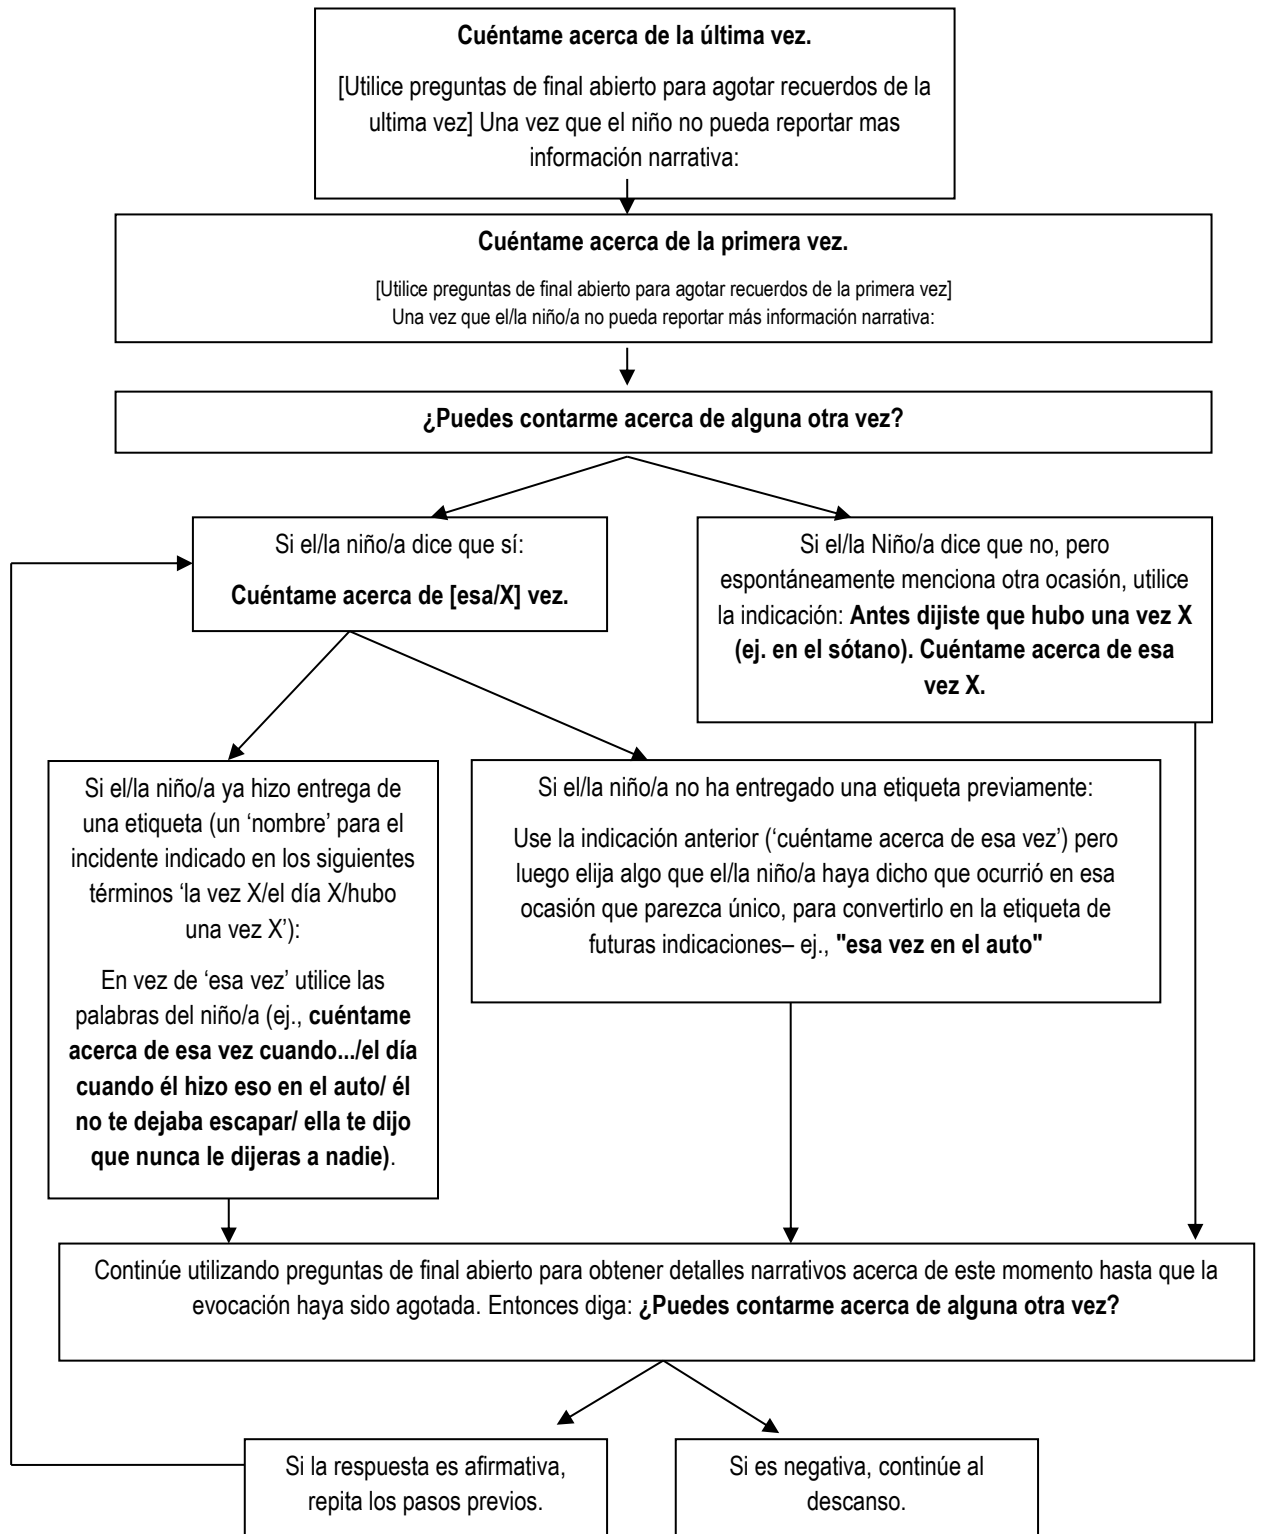 Cuéntame acerca de la última vez.
[Utilice preguntas de final abierto para agotar recuerdos de la
ultima vez] Una vez que el niño no pueda reportar mas
información narrativa:
Cuéntame acerca de la primera vez.
[Utilice preguntas de final abierto para agotar recuerdos de la primera vez]
Una vez que el/la niño/a no pueda reportar más información narrativa:
¿Puedes contarme acerca de alguna otra vez?
Si el/la niño/a dice que sí:
Cuéntame acerca de [esa/X] vez.
Si el/la Niño/a dice que no, pero
espontáneamente menciona otra ocasión, utilice
la indicación: Antes dijiste que hubo una vez X
(ej. en el sótano). Cuéntame acerca de esa
vez X.
Si el/la niño/a ya hizo entrega de
una etiqueta (un ‘nombre’ para el
incidente indicado en los siguientes
términos ‘la vez X/el día X/hubo
una vez X’):
En vez de ‘esa vez’ utilice las
palabras del niño/a (ej., cuéntame
acerca de esa vez cuando.../el día
cuando él hizo eso en el auto/ él
no te dejaba escapar/ ella te dijo
que nunca le dijeras a nadie).
Si el/la niño/a no ha entregado una etiqueta previamente:
Use la indicación anterior (‘cuéntame acerca de esa vez’) pero
luego elija algo que el/la niño/a haya dicho que ocurrió en esa
ocasión que parezca único, para convertirlo en la etiqueta de
futuras indicaciones– ej., "esa vez en el auto"
Continúe utilizando preguntas de final abierto para obtener detalles narrativos acerca de este momento hasta que la
evocación haya sido agotada. Entonces diga: ¿Puedes contarme acerca de alguna otra vez?
Si la respuesta es afirmativa,
repita los pasos previos.
Si es negativa, continúe al
descanso.